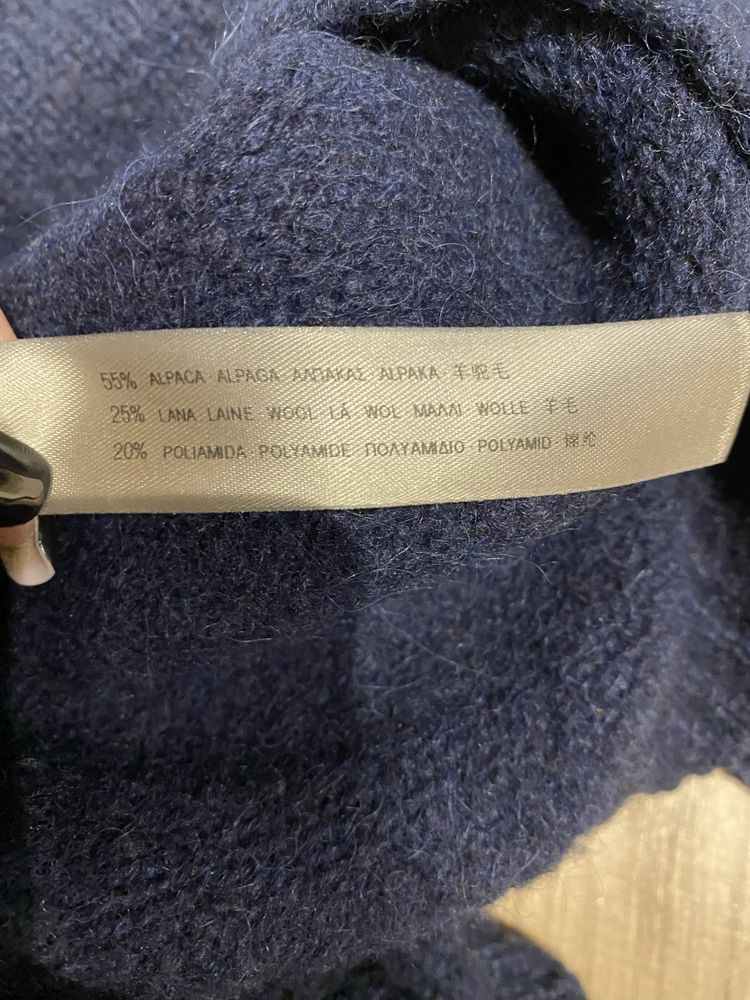 55% ALPACA · ALPAGA · ΑΛΠΑΚΑΣ · ALPAKA · 羊驼毛
25% LANA · LAINE · WOOL · LÃ · WOL · ΜΑΛΛΙ · WOLLE · 羊毛
20% POLIAMIDA · POLYAMIDE · ΠΟΛΥΑΜΙΔΙΟ · POLYAMID · 锦纶